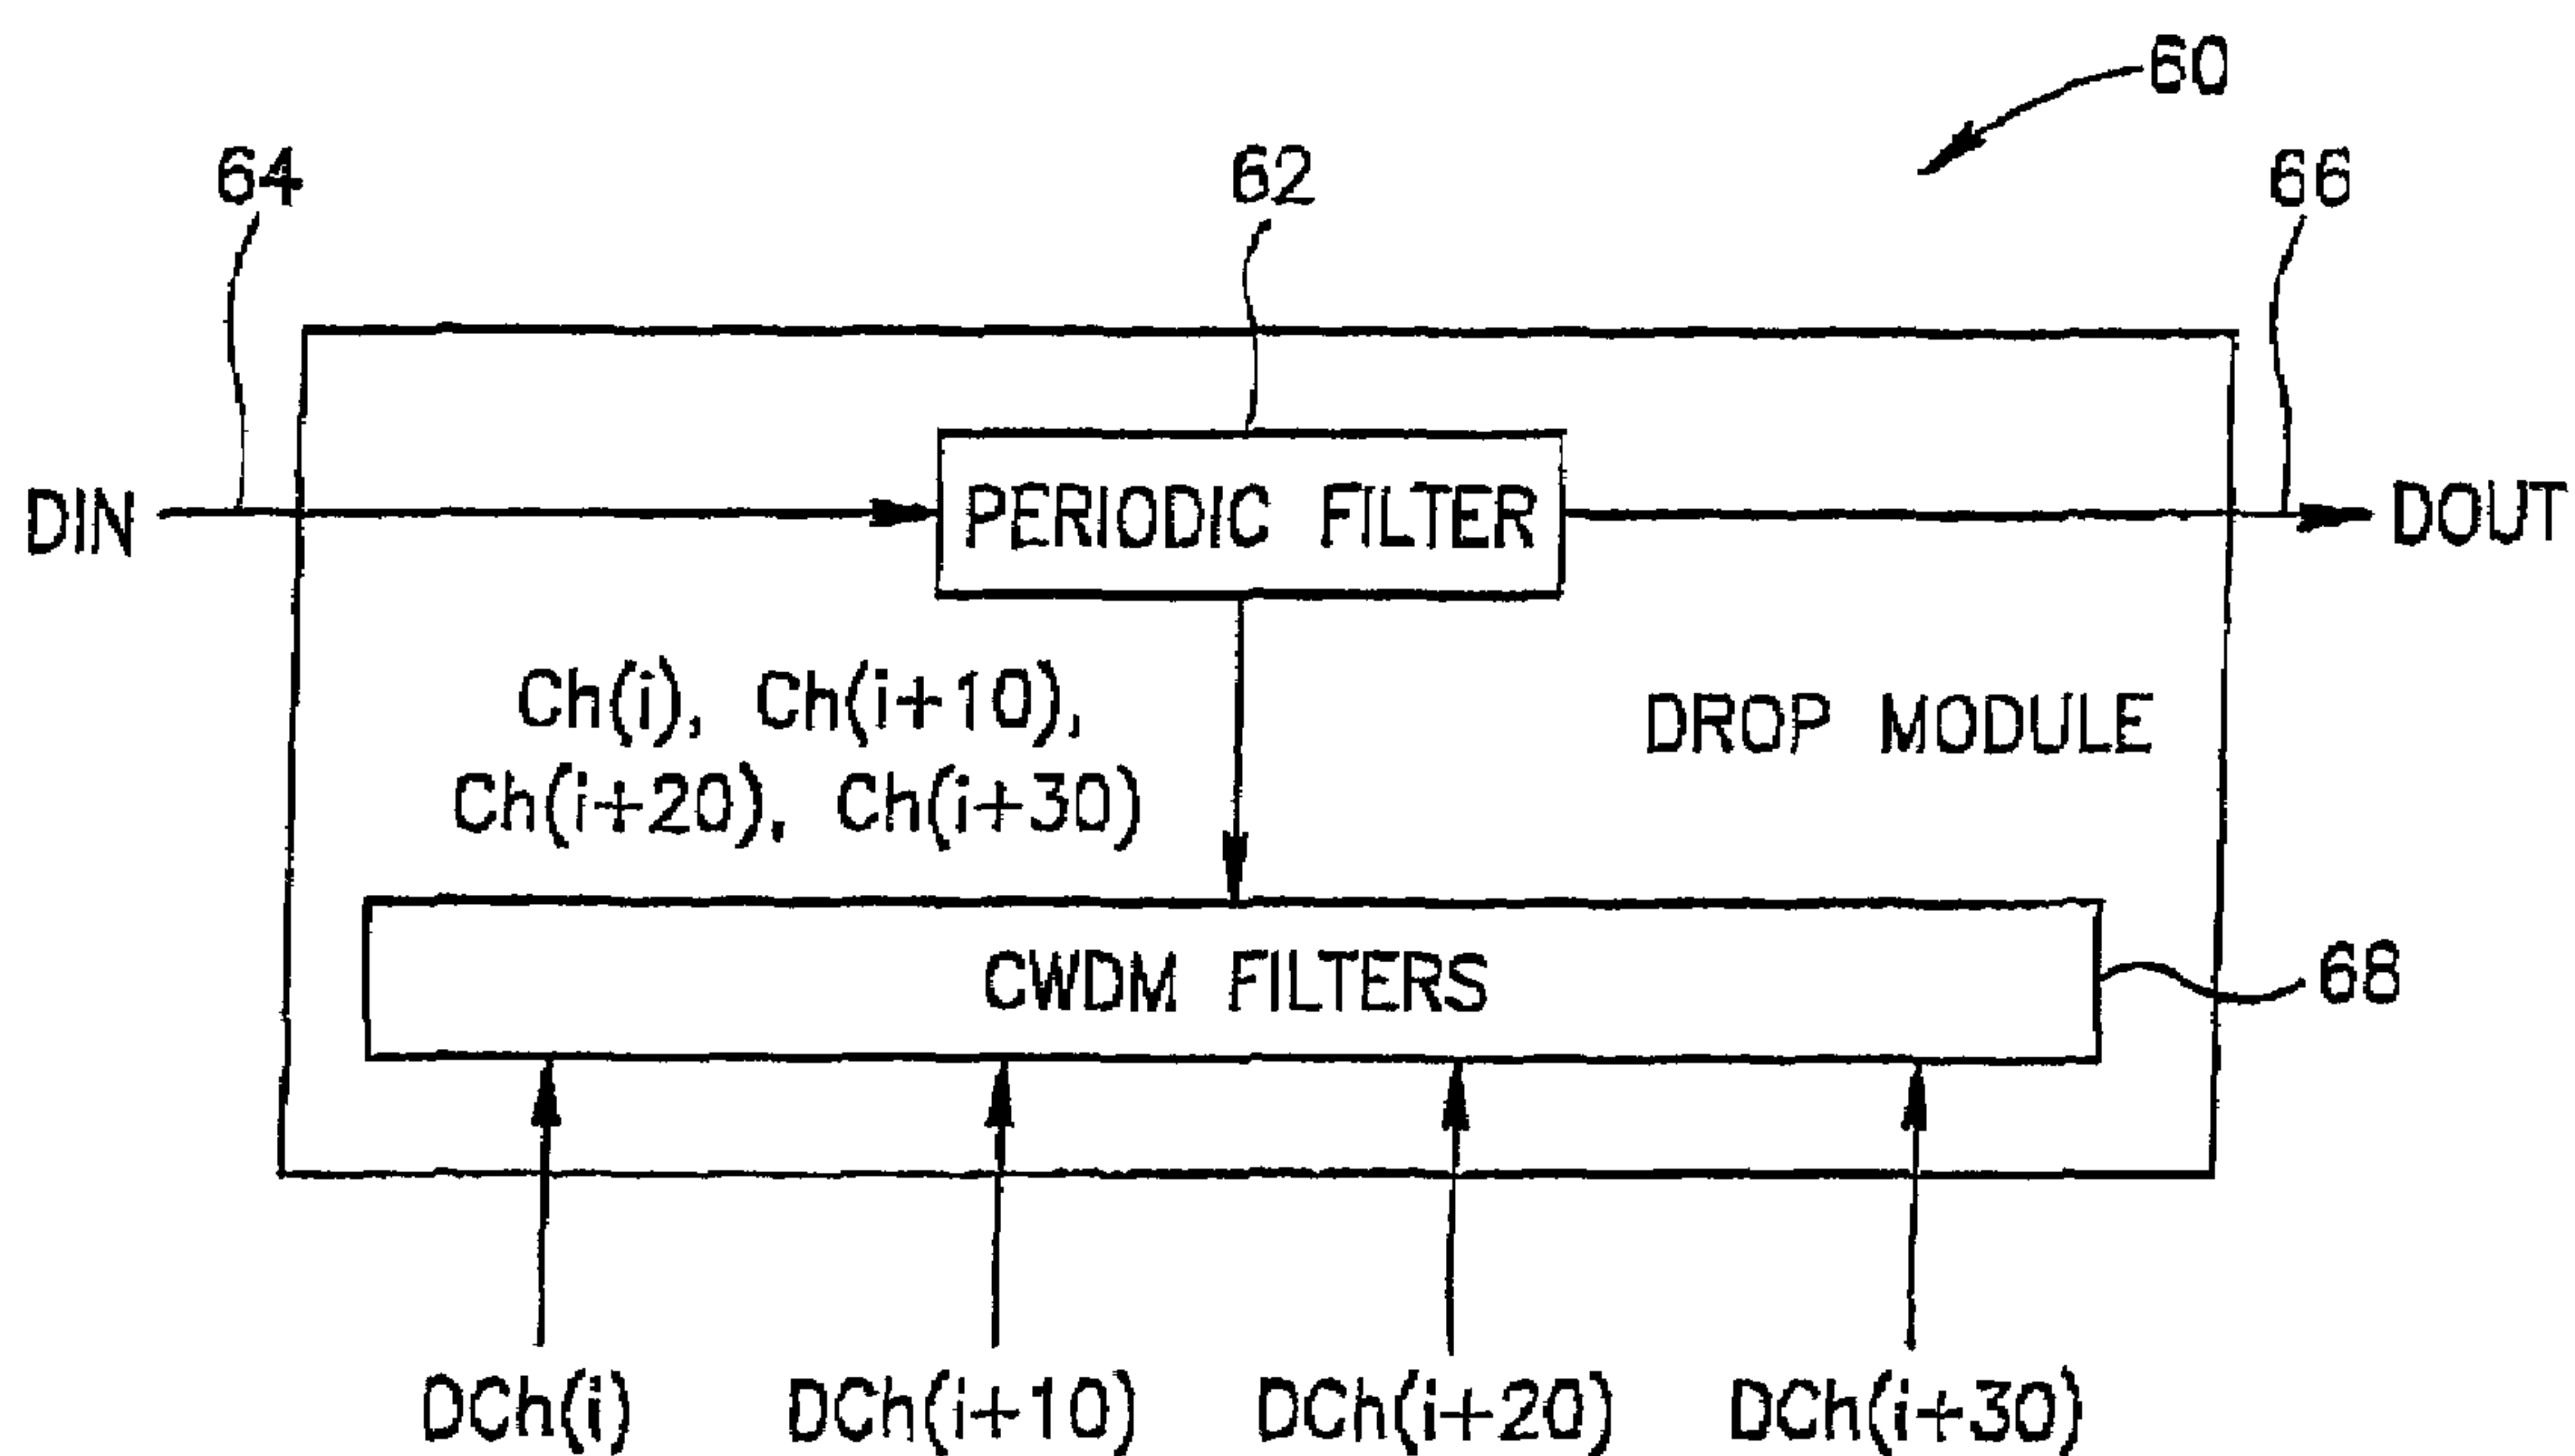 60
64
62
66
DIN
PERIODIC FILTER
DOUT
Ch(i), Ch(i+10),
Ch(i+20), Ch(i+30)
DROP MODULE
CWDM FILTERS
68
DCh(i)
DCh(i+10)
DCh(i+20)
DCh(i+30)